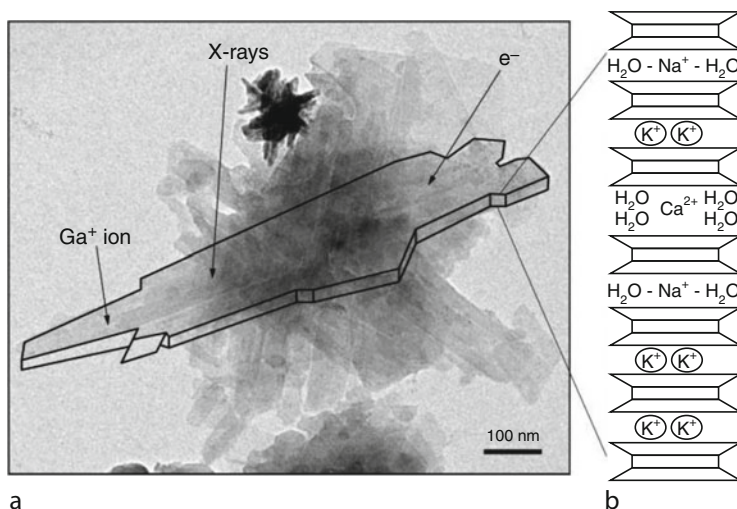 X-rays
e⁻
Ga⁺ ion
100 nm
a
H₂O - Na⁺ - H₂O
K⁺ K⁺
H₂O Ca²⁺ H₂O
H₂O H₂O
H₂O - Na⁺ - H₂O
K⁺ K⁺
K⁺ K⁺
b